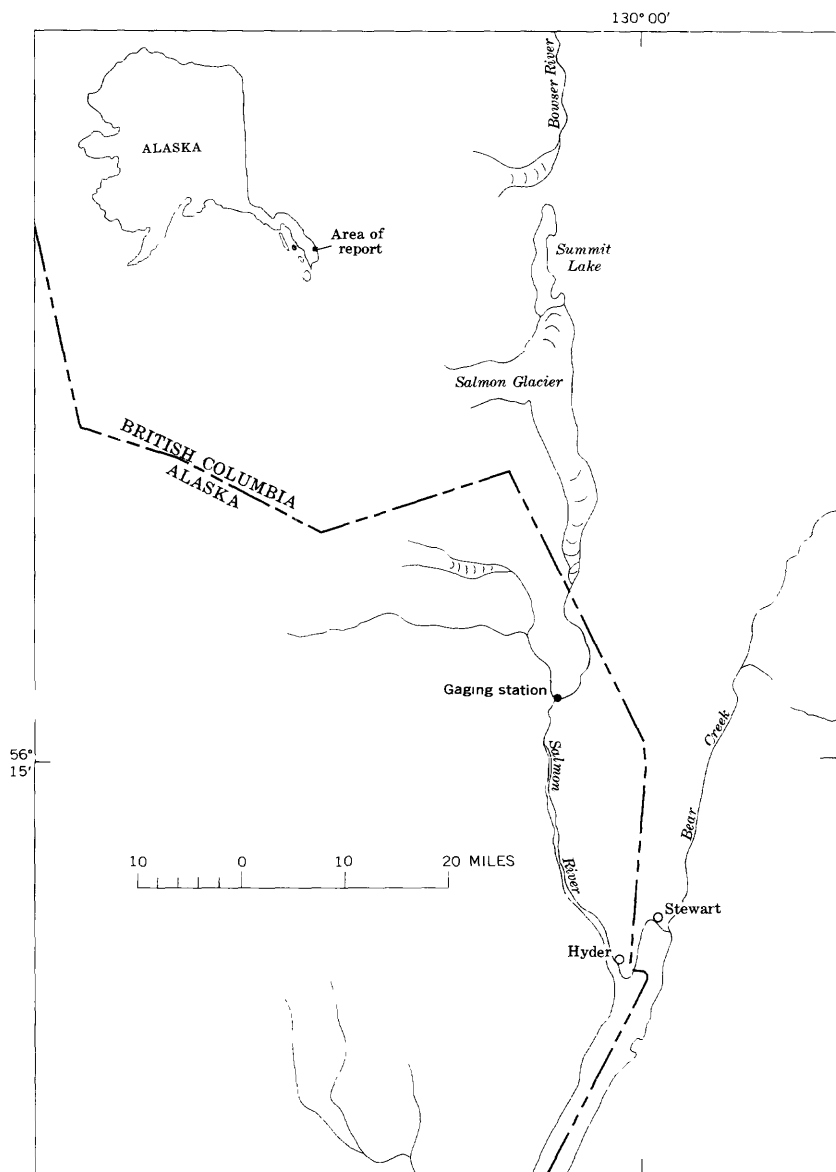 130° 00'
Bowser River
ALASKA
Area of
report
Summit
Lake
Salmon Glacier
BRITISH COLUMBIA
ALASKA
Gaging station
56°
15'
Salmon
River
Bear
Creek
10 0 10 20 MILES
Stewart
Hyder